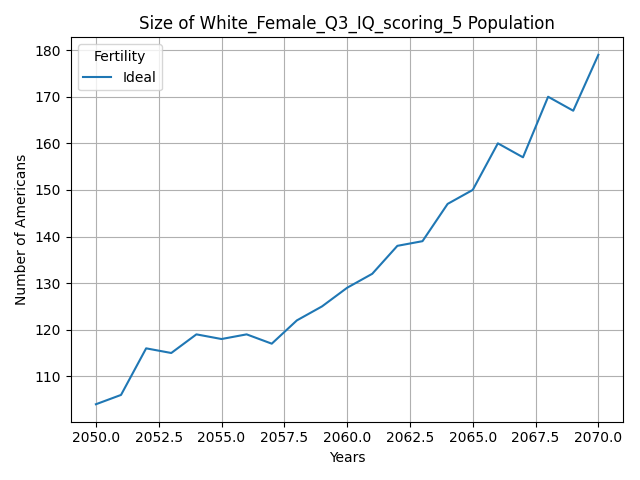 Size of White_Female_Q3_IQ_scoring_5 Population
Fertility
Ideal
Number of Americans
180
170
160
150
140
130
120
110
2050.0 2052.5 2055.0 2057.5 2060.0 2062.5 2065.0 2067.5 2070.0
Years